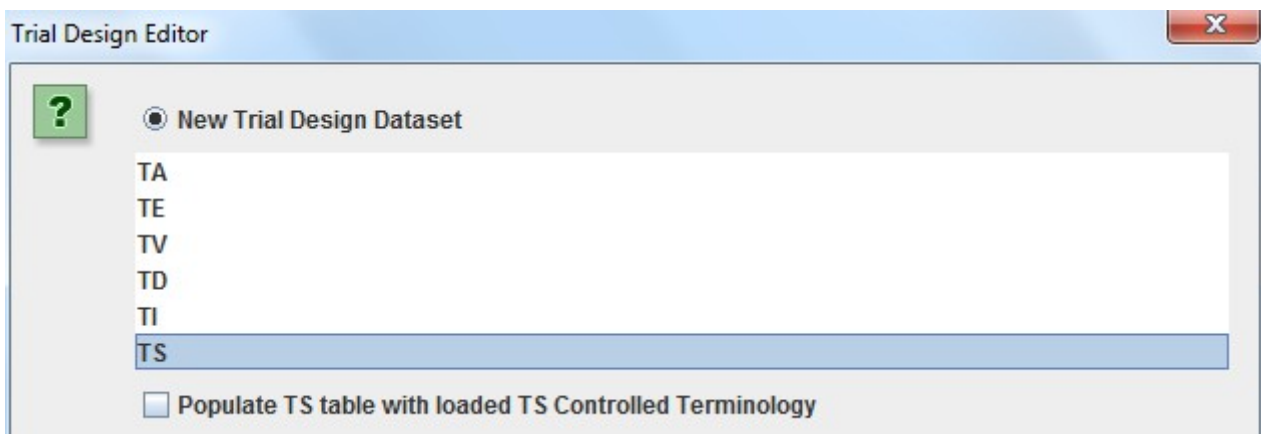 Trial Design Editor
?
New Trial Design Dataset
TA
TE
TV
TD
TI
TS
Populate TS table with loaded TS Controlled Terminology